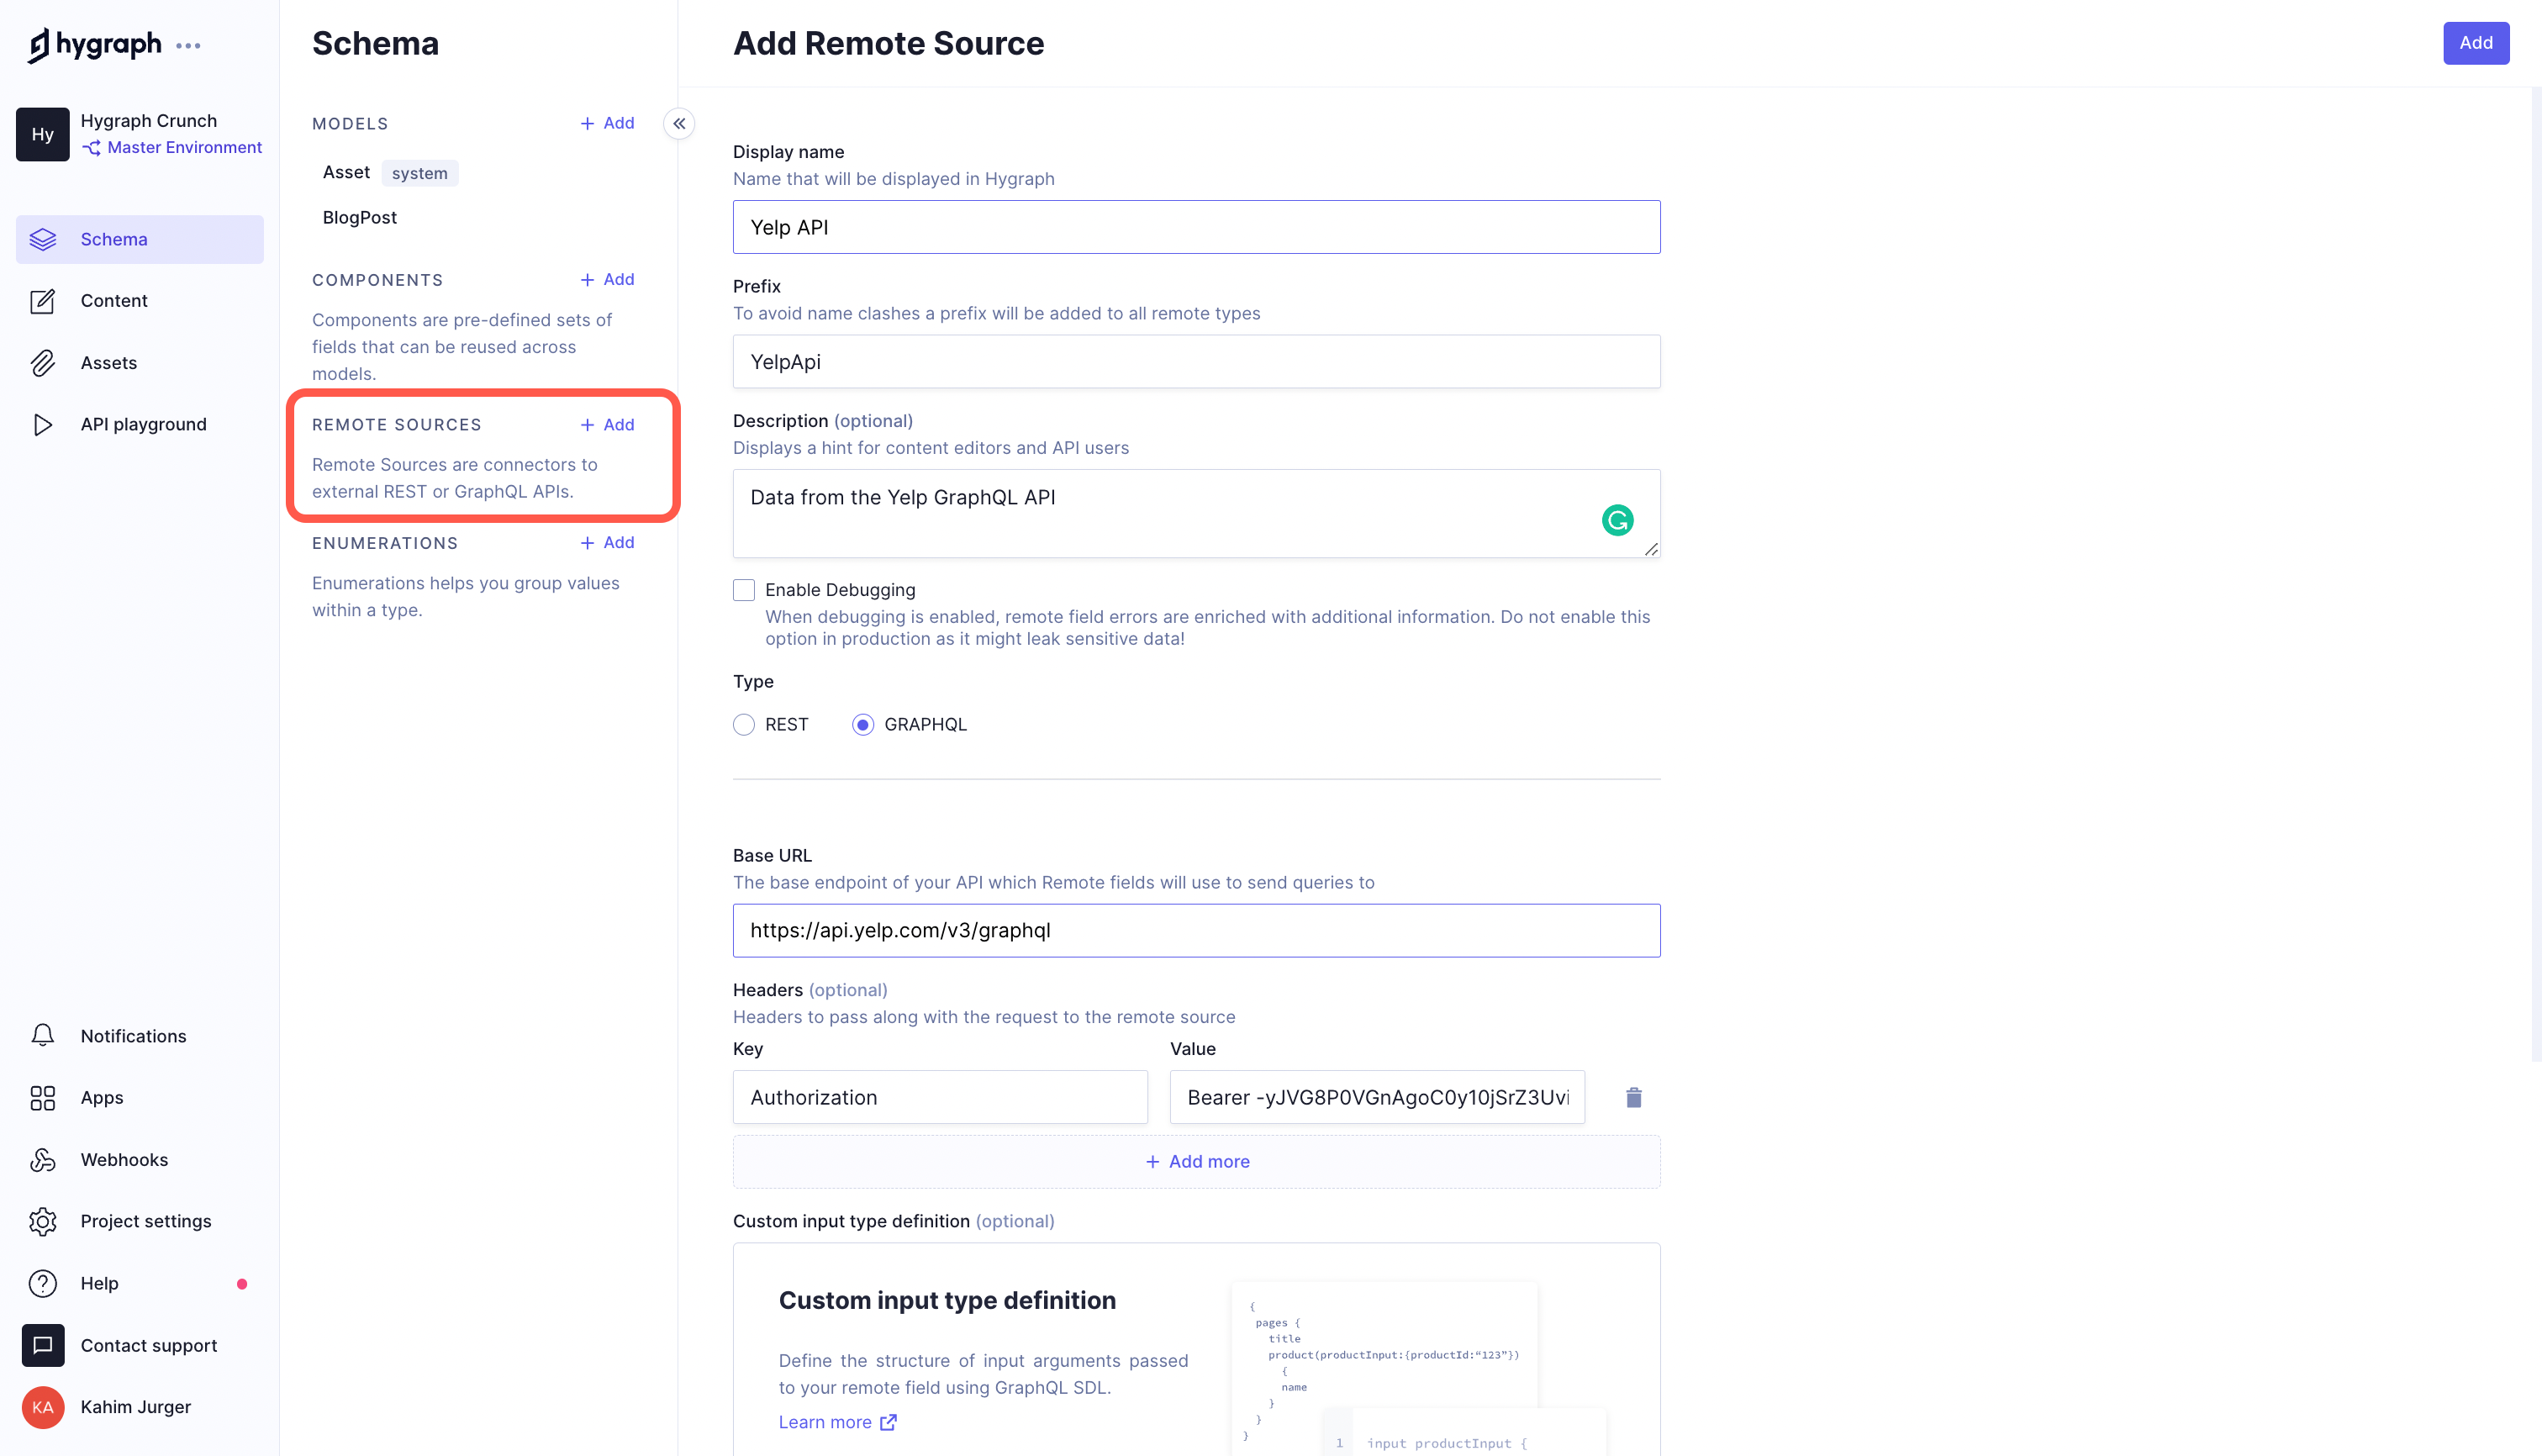 hygraph
Hy
Hygraph Crunch
Master Environment
Schema
Content
Assets
API playground
Notifications
Apps
Webhooks
Project settings
Help
Contact support
KA
Kahim Jurger
Schema
MODELS
+ Add
Asset system
BlogPost
COMPONENTS
+ Add
Components are pre-defined sets of
fields that can be reused across
models.
REMOTE SOURCES
+ Add
Remote Sources are connectors to
external REST or GraphQL APIs.
ENUMERATIONS
+ Add
Enumerations helps you group values
within a type.
Add Remote Source
Add
Display name
Name that will be displayed in Hygraph
Yelp API
Prefix
To avoid name clashes a prefix will be added to all remote types
YelpApi
Description (optional)
Displays a hint for content editors and API users
Data from the Yelp GraphQL API
Enable Debugging
When debugging is enabled, remote field errors are enriched with additional information. Do not enable this
option in production as it might leak sensitive data!
Type
REST
GRAPHQL
Base URL
The base endpoint of your API which Remote fields will use to send queries to
https://api.yelp.com/v3/graphql
Headers (optional)
Headers to pass along with the request to the remote source
Key
Value
Authorization
Bearer -yJVG8P0VGnAgoC0y10jSrZ3Uvi
+ Add more
Custom input type definition (optional)
Custom input type definition
Define the structure of input arguments passed
to your remote field using GraphQL SDL.
Learn more
{
pages {
title
product(productInput:{productId:“123”})
{
name
}
}
}
1 input productInput {